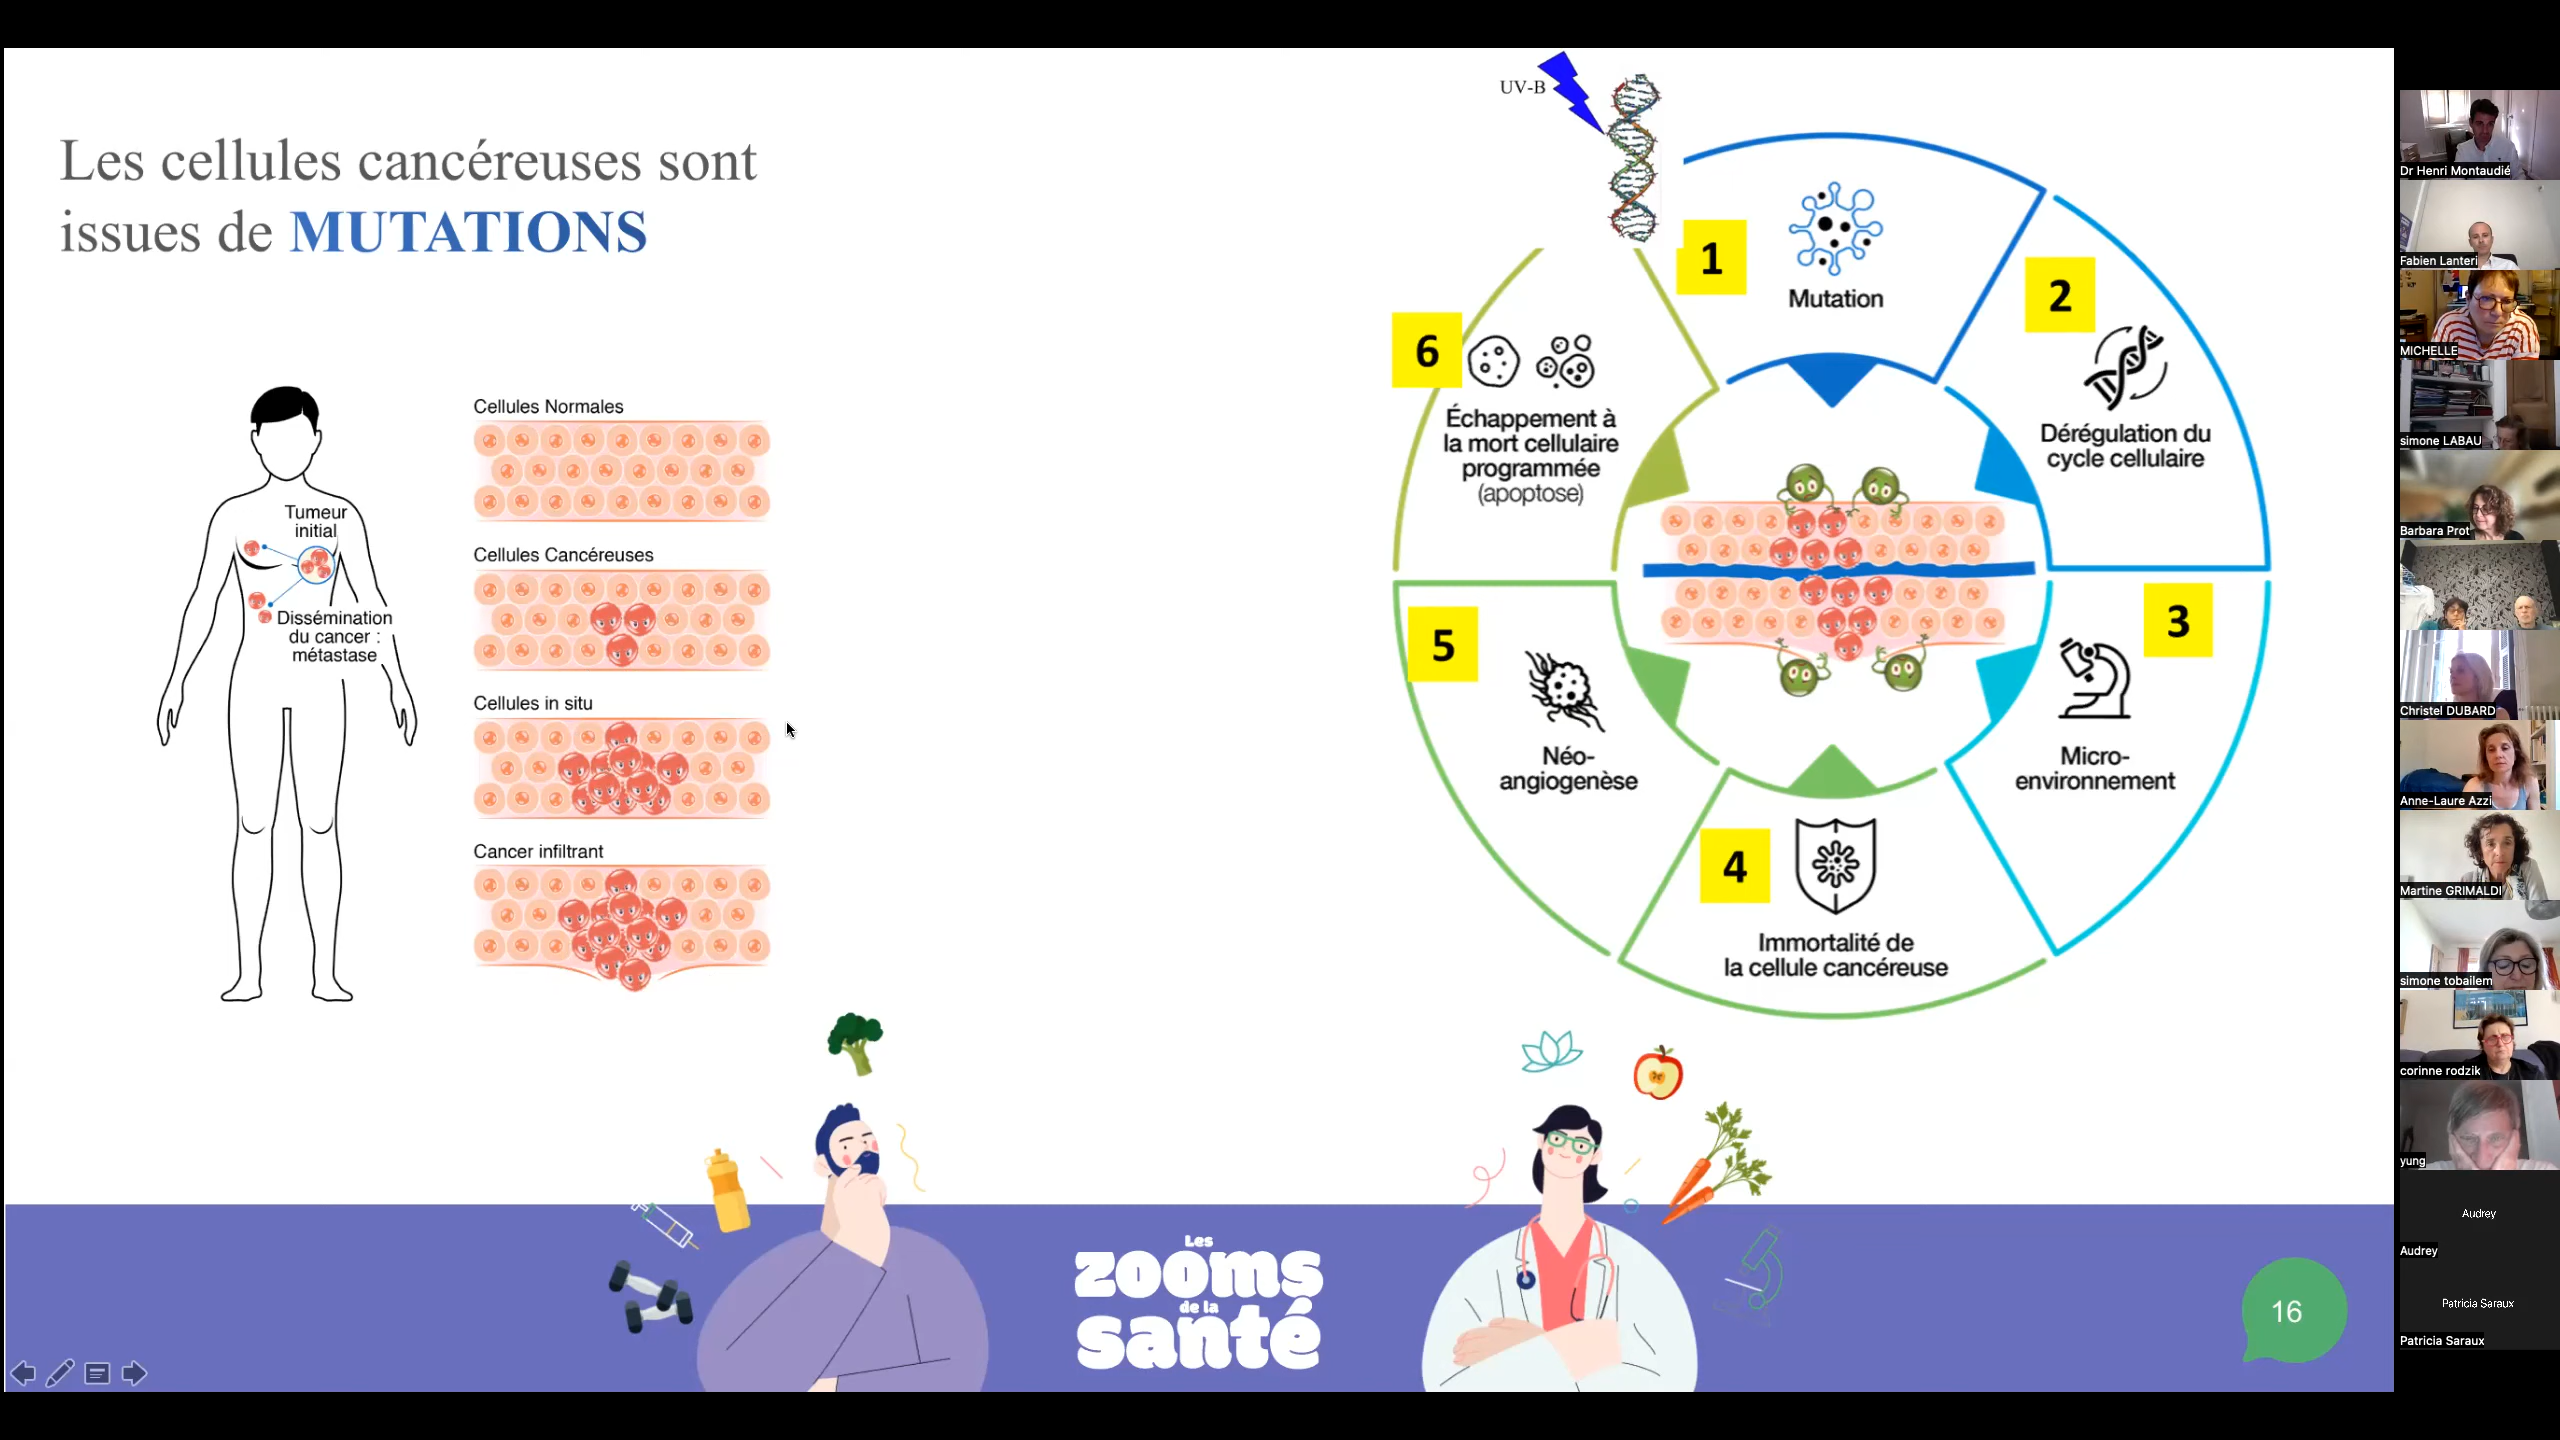 Les cellules cancéreuses sont
issues de MUTATIONS
Tumeur
initial
Dissémination
du cancer :
métastase
Cellules Normales
Cellules Cancéreuses
Cellules in situ
Cancer infiltrant
UV-B
1
Mutation
2
Dérégulation du
cycle cellulaire
3
Micro-
environnement
4
Immortalité de
la cellule cancéreuse
5
Néo-
angiogenèse
6
Échappement à
la mort cellulaire
programmée
(apoptose)
Les
zooms
de la
santé
16
Dr Henri Montaudié
Fabien Lanteri
MICHELLE
simone LABAU
Barbara Prot
Christel DUBARD
Anne-Laure Azzi
Martine GRIMALDI
simone tobailem
corinne rodzik
yung
Audrey
Audrey
Patricia Saraux
Patricia Saraux